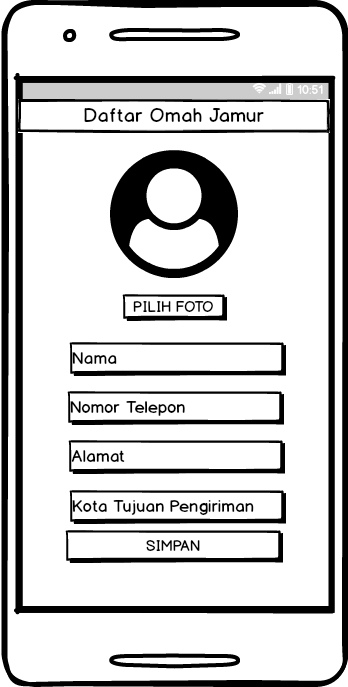 10:51
Daftar Omah Jamur
PILIH FOTO
Nama
Nomor Telepon
Alamat
Kota Tujuan Pengiriman
SIMPAN